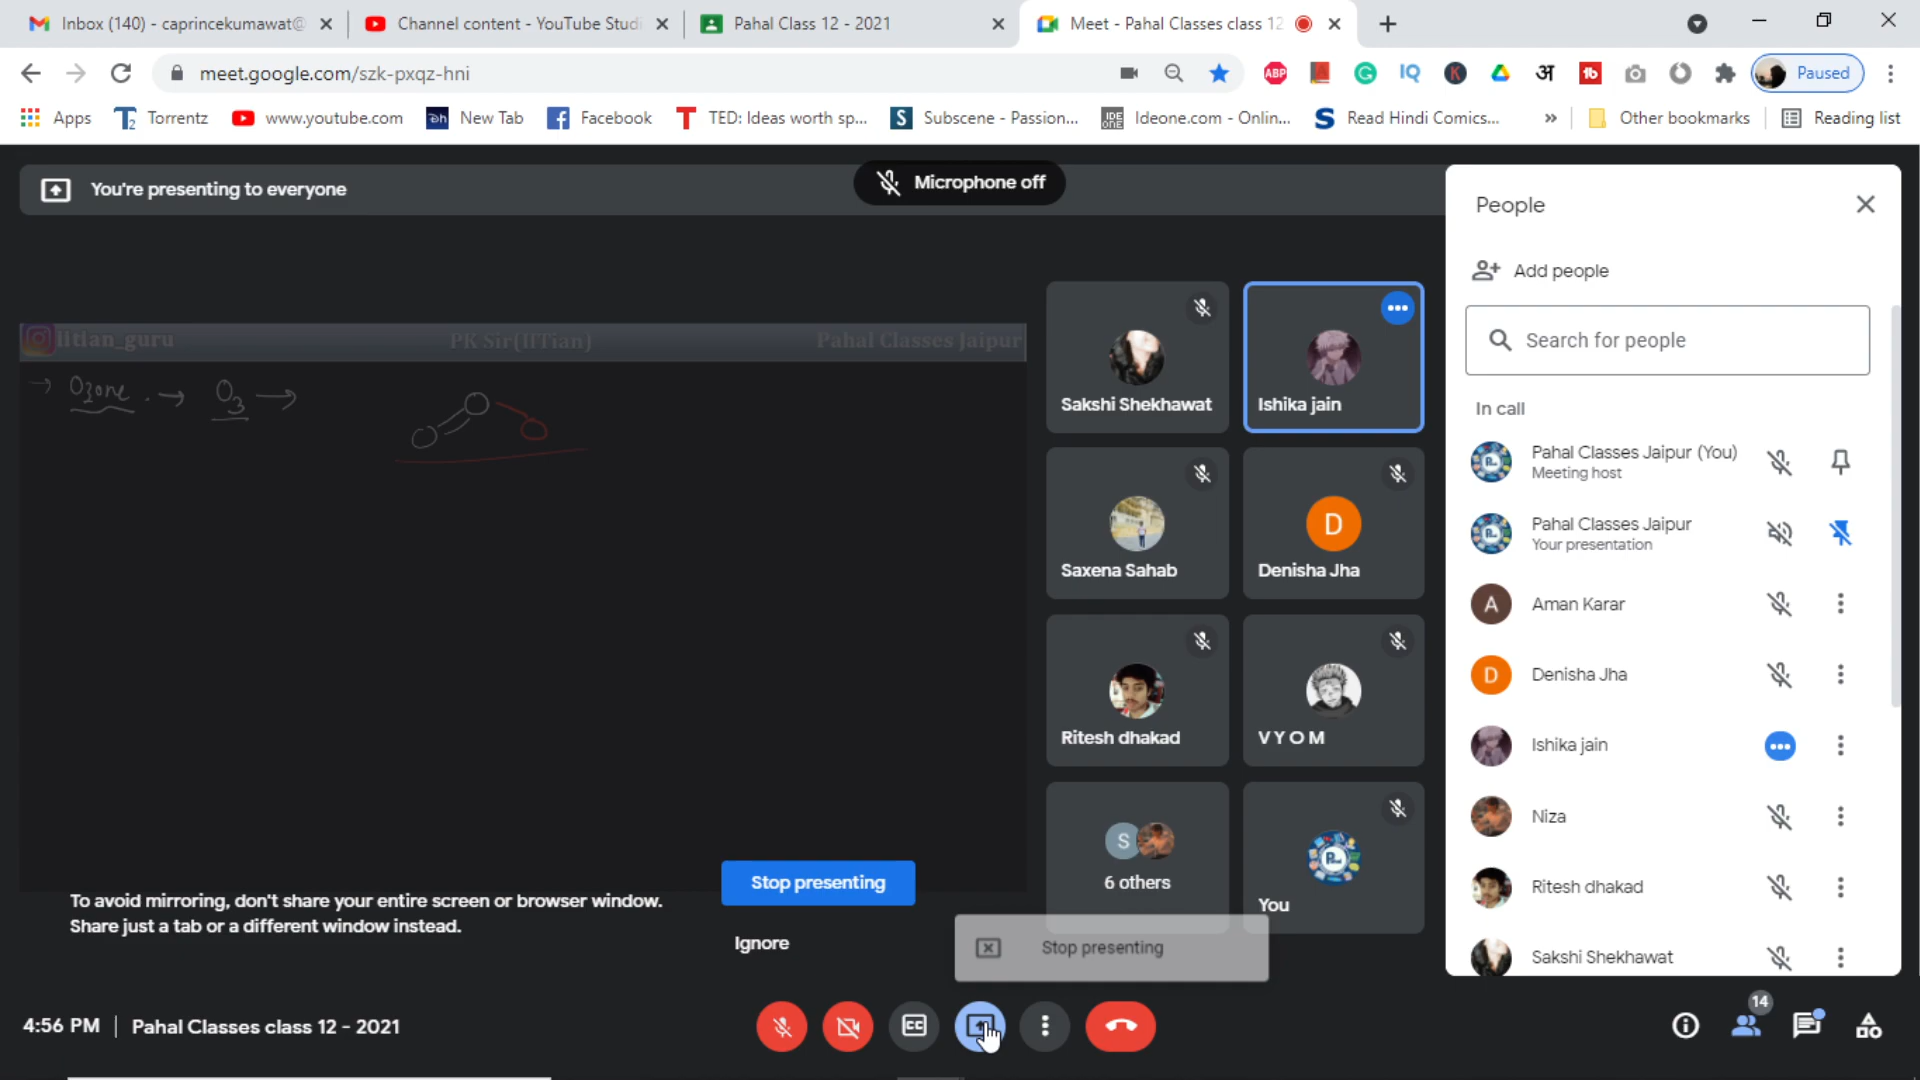 Inbox (140) - caprincekumawat@
Channel content - YouTube Studi
Pahal Class 12 - 2021
Meet - Pahal Classes class 12
meet.google.com/szk-pxqz-hni
ABP
IQ
K
अ
tb
Paused
Apps
Torrentz
www.youtube.com
New Tab
Facebook
TED: Ideas worth sp...
Subscene - Passion...
Ideone.com - Onlin...
Read Hindi Comics...
»
Other bookmarks
Reading list
You're presenting to everyone
Microphone off
iitian_guru
PK Sir(IITian)
Pahal Classes Jaipur
→ Ozone . → O3 →
Sakshi Shekhawat
Ishika jain
Saxena Sahab
D
Denisha Jha
Ritesh dhakad
V Y O M
S
6 others
You
To avoid mirroring, don't share your entire screen or browser window.
Share just a tab or a different window instead.
Stop presenting
Ignore
Stop presenting
People
Add people
Search for people
In call
Pahal Classes Jaipur (You)
Meeting host
Pahal Classes Jaipur
Your presentation
A
Aman Karar
D
Denisha Jha
Ishika jain
Niza
Ritesh dhakad
Sakshi Shekhawat
4:56 PM | Pahal Classes class 12 - 2021
CC
14